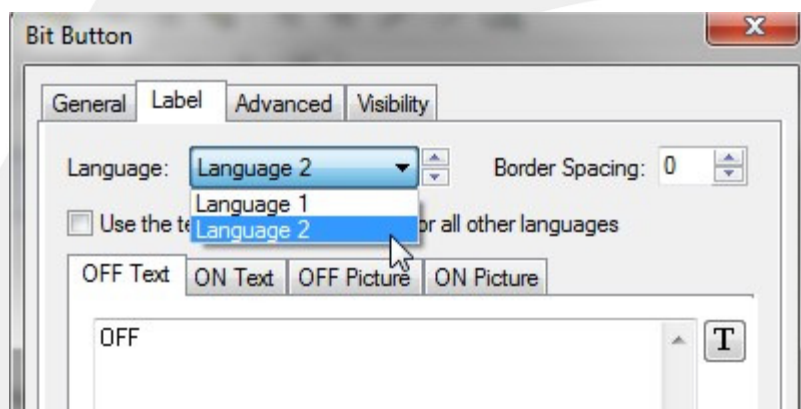 Bit Button
General Label Advanced Visibility
Language: Language 2 Border Spacing: 0
Language 1
Use the or all other languages
Language 2
OFF Text ON Text OFF Picture ON Picture
OFF T